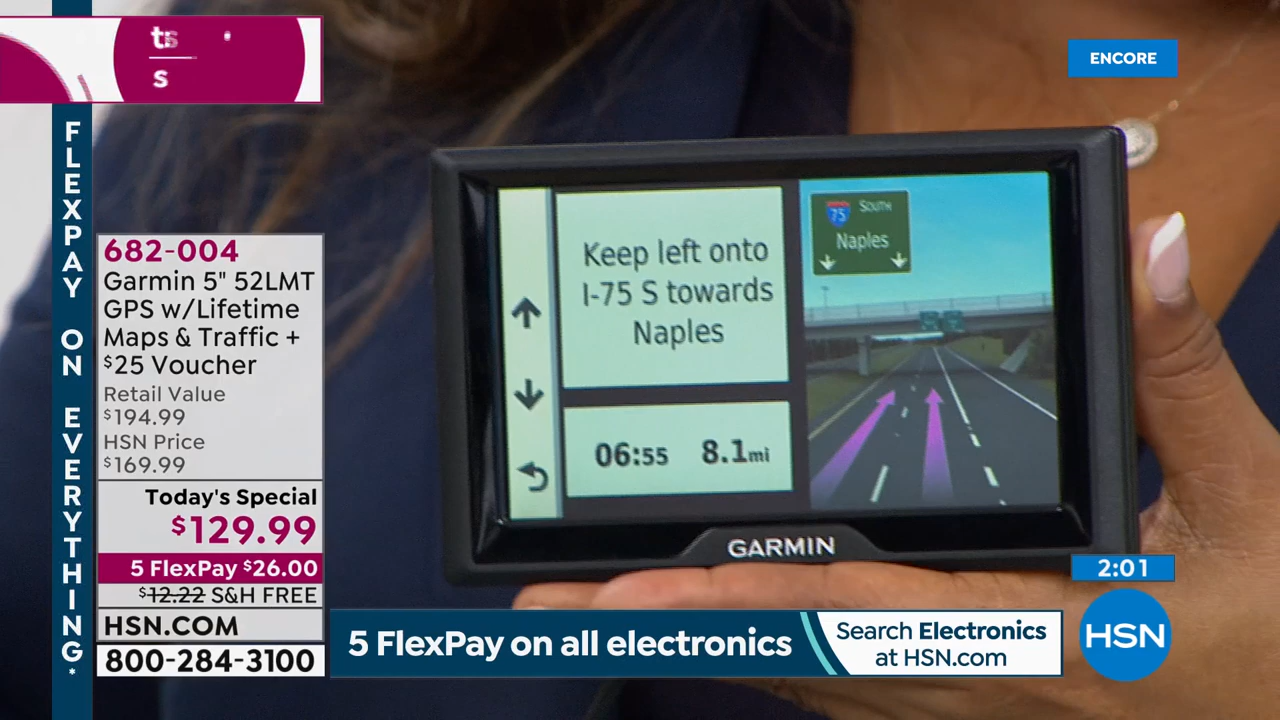 ENCORE
FLEXPAY ON EVERYTHING*
682-004
Garmin 5" 52LMT
GPS w/Lifetime
Maps & Traffic +
$25 Voucher
Retail Value
$194.99
HSN Price
$169.99
Today's Special
$129.99
5 FlexPay $26.00
$12.22 S&H FREE
HSN.COM
800-284-3100
Keep left onto
I-75 S towards
Naples
06:55 8.1mi
75 SOUTH
Naples
GARMIN
2:01
HSN
5 FlexPay on all electronics
Search Electronics
at HSN.com